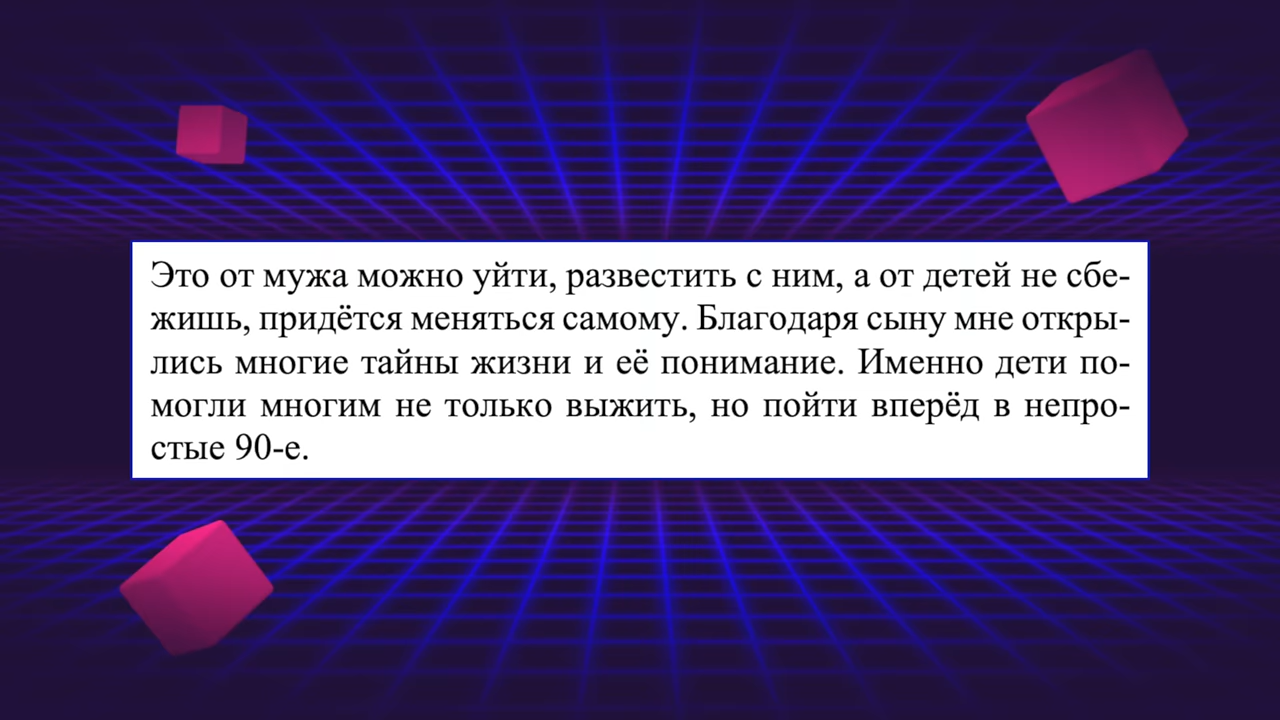 Это от мужа можно уйти, развестить с ним, а от детей не сбе-
жишь, придётся меняться самому. Благодаря сыну мне откры-
лись многие тайны жизни и её понимание. Именно дети по-
могли многим не только выжить, но пойти вперёд в непро-
стые 90-е.